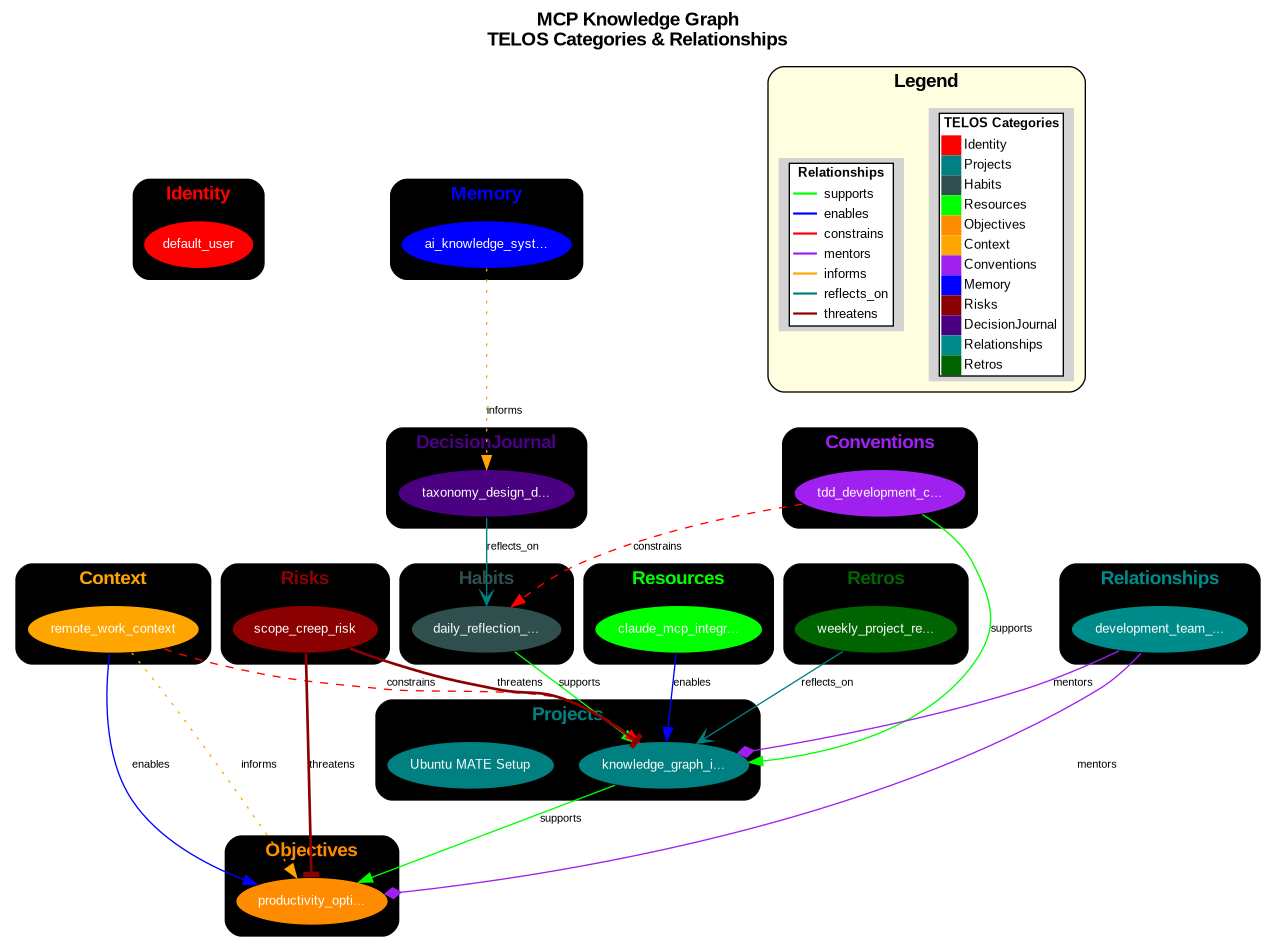 MCP Knowledge Graph
TELOS Categories & Relationships
Legend
Relationships
supports
enables
constrains
mentors
informs
reflects_on
threatens
TELOS Categories
Identity
Projects
Habits
Resources
Objectives
Context
Conventions
Memory
Risks
DecisionJournal
Relationships
Retros
Identity
default_user
Memory
ai_knowledge_syst...
informs
DecisionJournal
taxonomy_design_d...
Conventions
tdd_development_c...
reflects_on
constrains
Context
remote_work_context
Risks
scope_creep_risk
Habits
daily_reflection_...
Resources
claude_mcp_integr...
Retros
weekly_project_re...
supports
Relationships
development_team_...
constrains
threatens
supports
enables
reflects_on
mentors
Projects
Ubuntu MATE Setup
knowledge_graph_i...
enables
informs
threatens
mentors
supports
Objectives
productivity_opti...